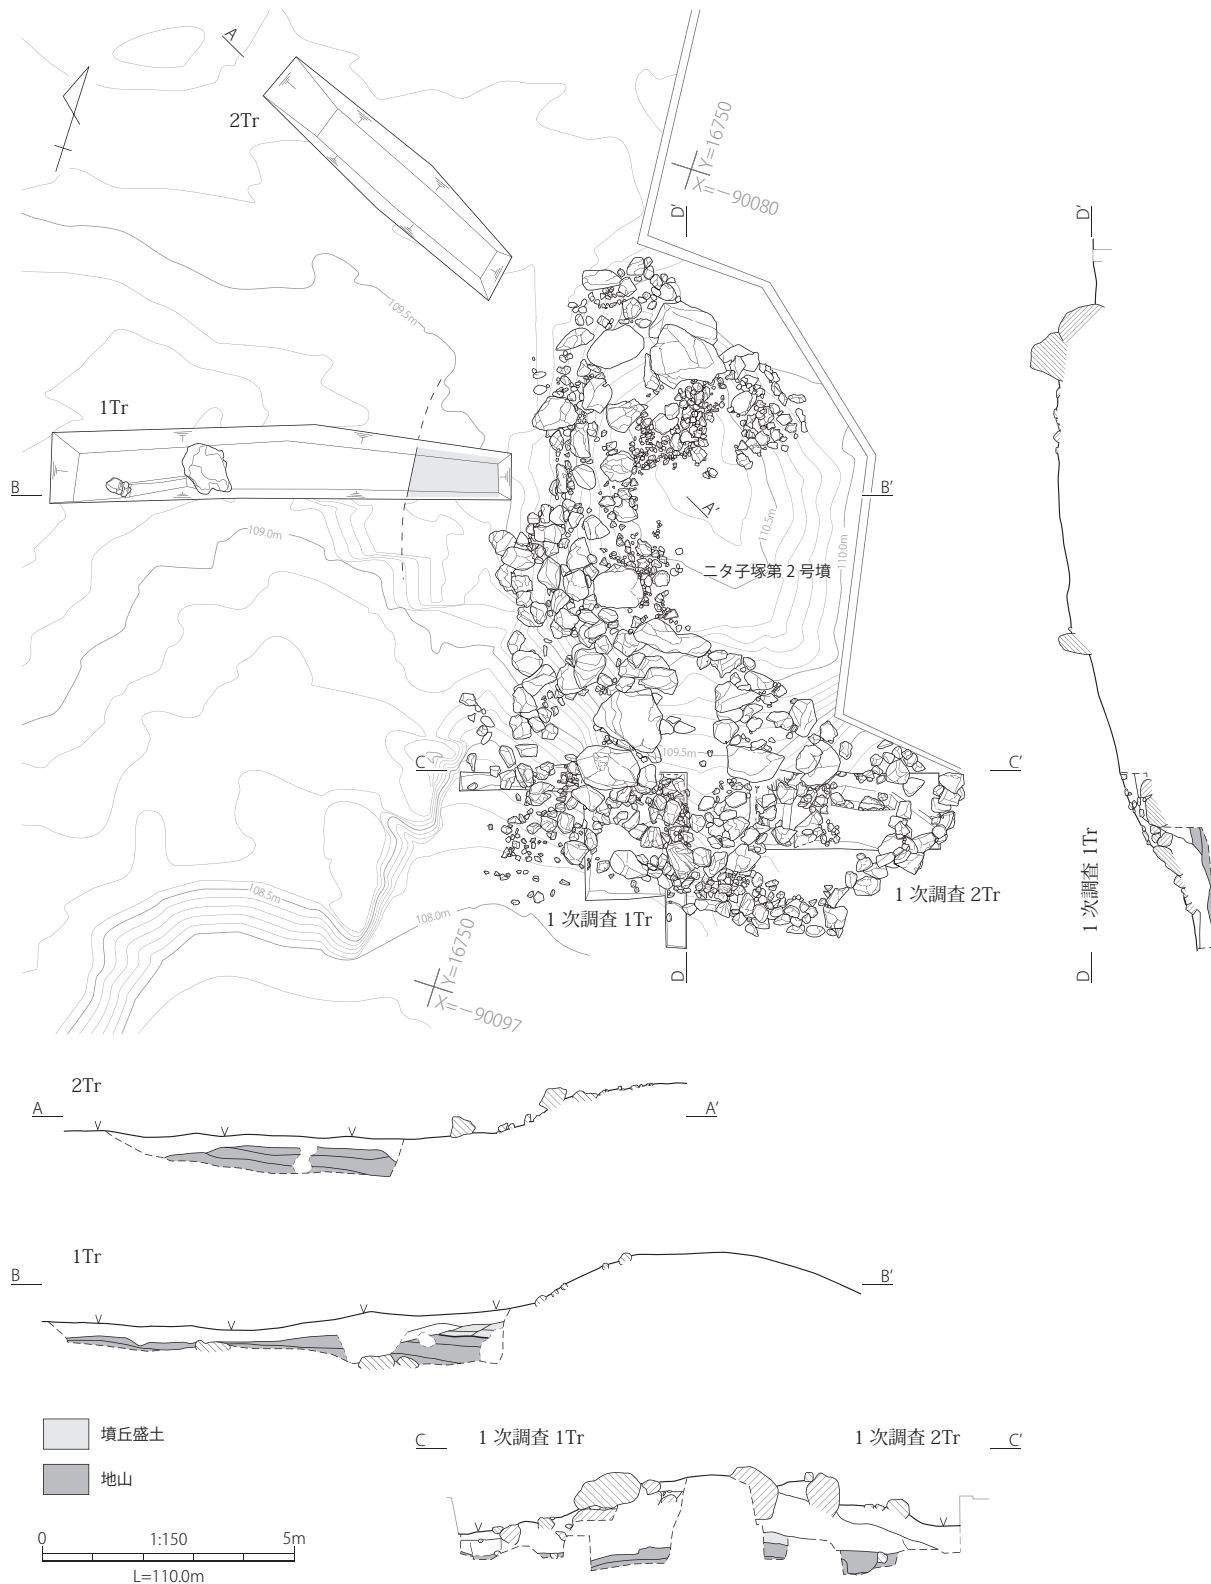 A
2Tr
Y=16750
X=－90080
D'
D'
109.5m
1Tr
B
B'
A'
110.5m
110.0m
109.0m
二タ子塚第 2 号墳
C
109.5m
C'
1 次調査 1Tr
1 次調査 2Tr
108.5m
108.0m
1 次調査 1Tr
D
D
Y=16750
X=－90097
2Tr
A
A'
1Tr
B
B'
墳丘盛土
地山
C
1 次調査 1Tr
1 次調査 2Tr
C'
0
1:150
5m
L=110.0m